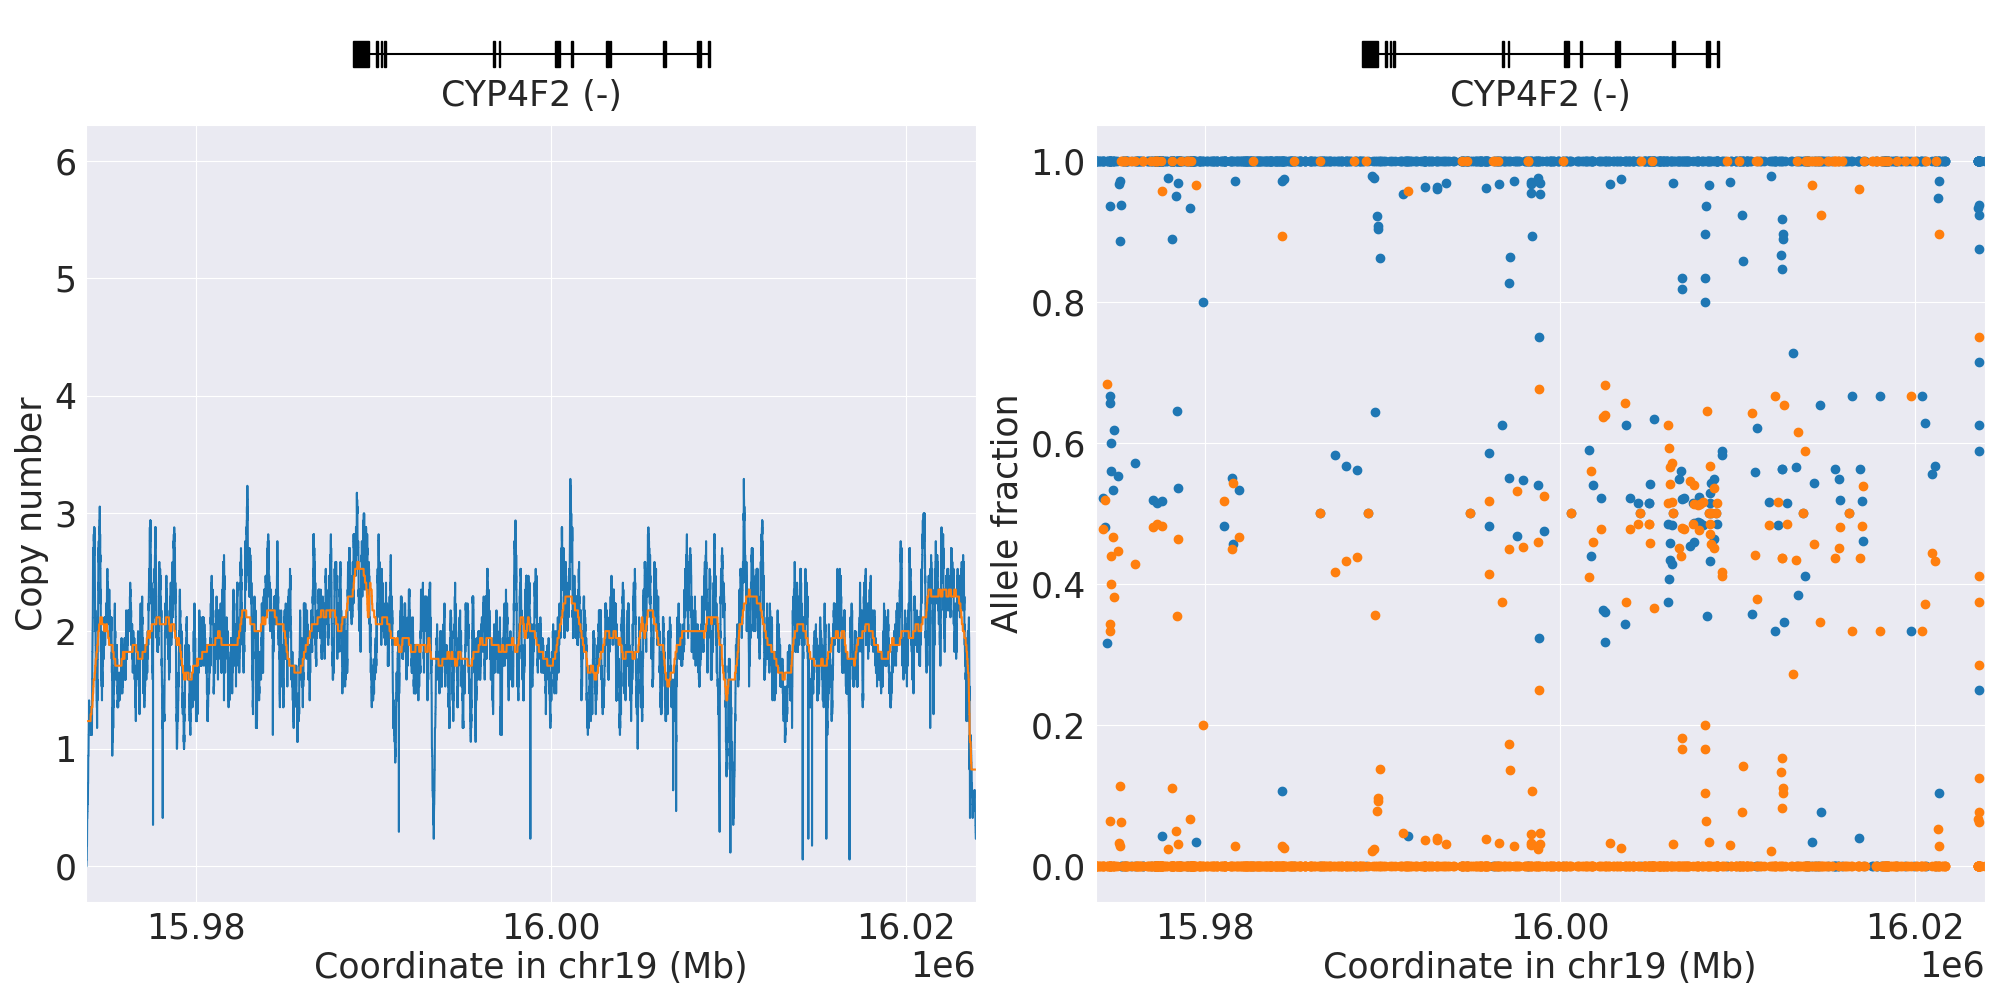 CYP4F2 (-)
6
5
4
3
2
1
0
Copy number
15.98
16.00
16.02
Coordinate in chr19 (Mb)
1e6
CYP4F2 (-)
1.0
0.8
0.6
0.4
0.2
0.0
Allele fraction
15.98
16.00
16.02
Coordinate in chr19 (Mb)
1e6